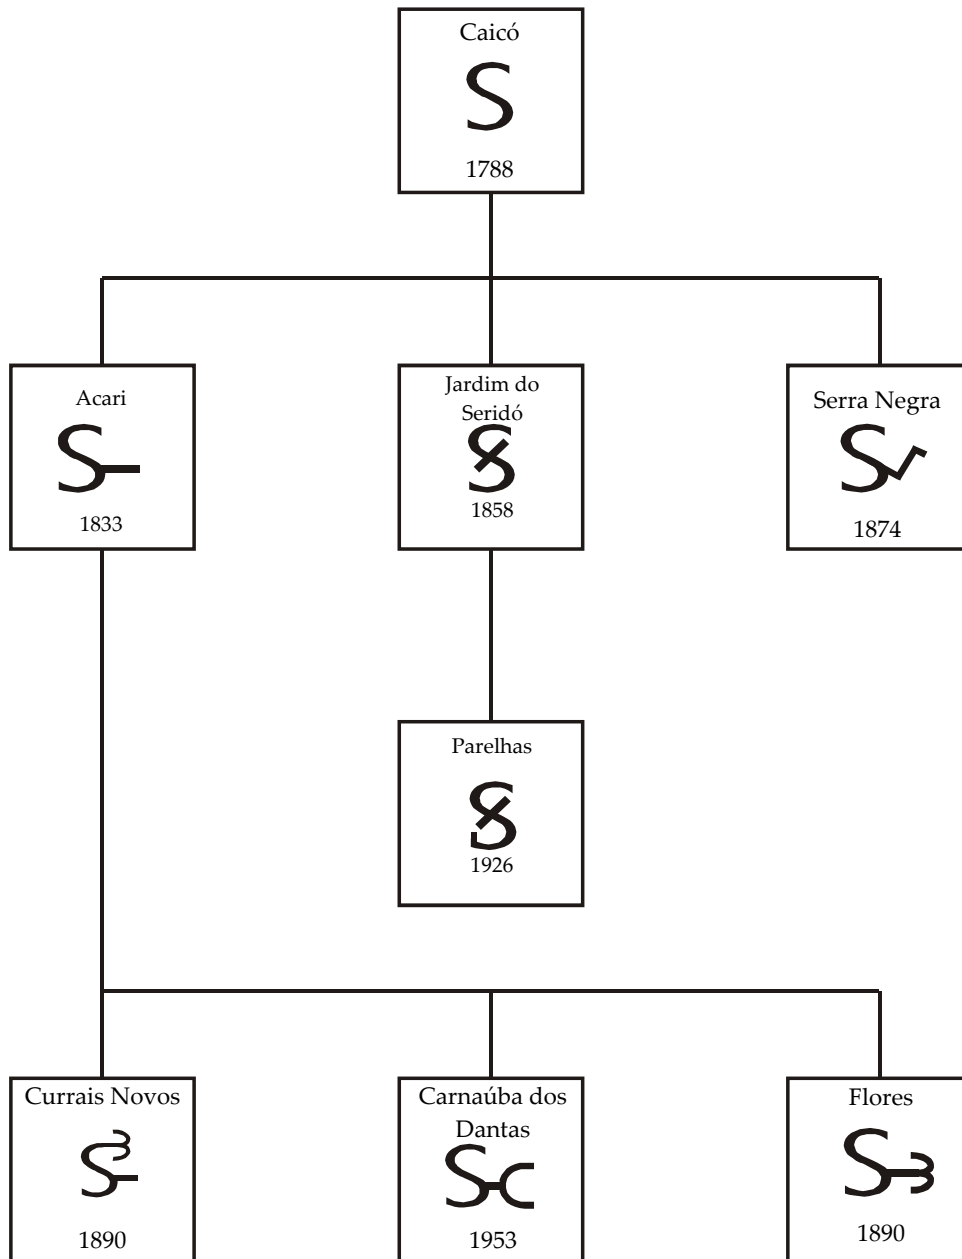 Caicó
S
1788
Acari
S
1833
Jardim do
Seridó
S
1858
Serra Negra
S
1874
Parelhas
S
1926
Currais Novos
S
1890
Carnaúba dos
Dantas
S
1953
Flores
S
1890